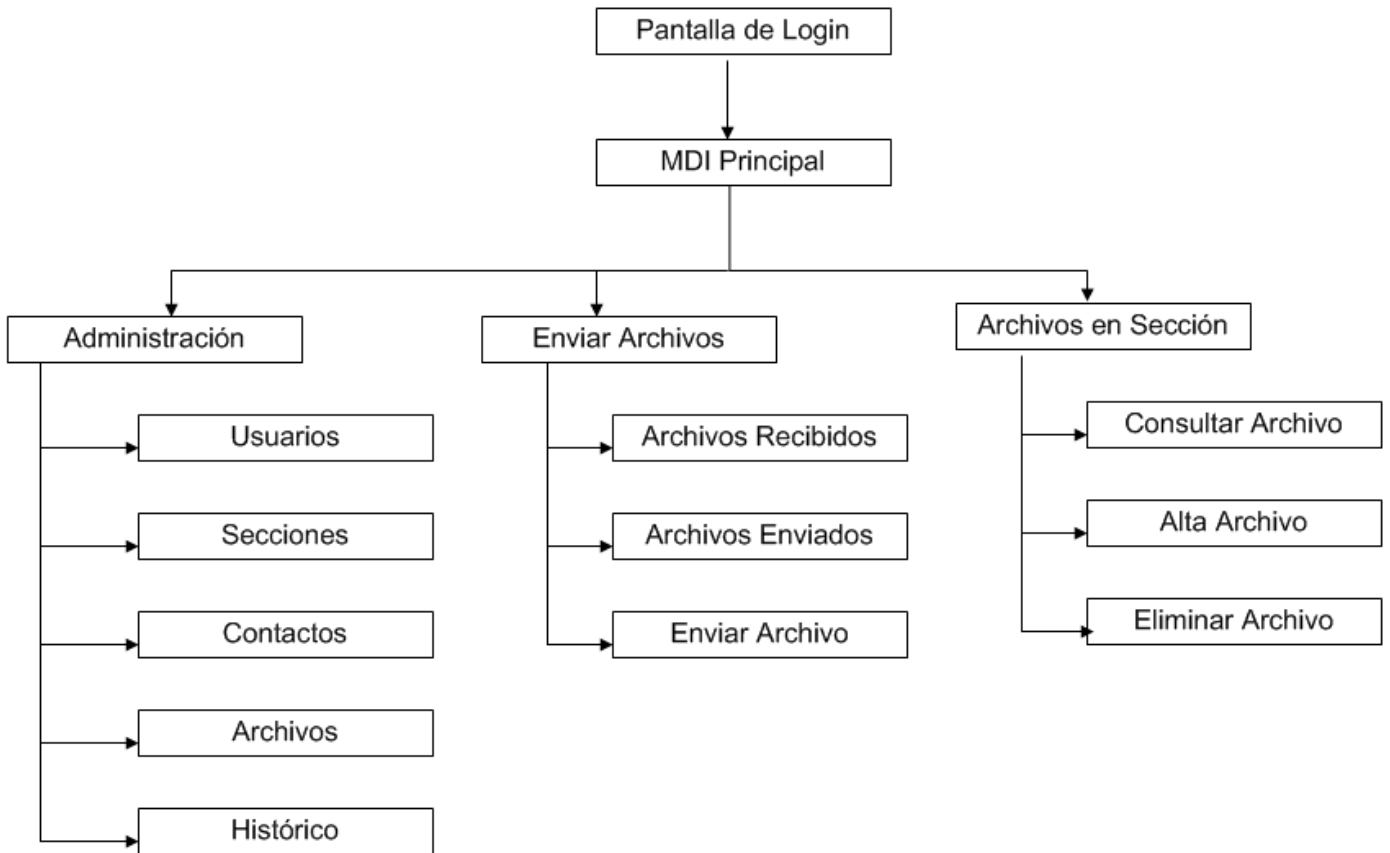 Pantalla de Login
MDI Principal
Administración
Enviar Archivos
Archivos en Sección
Usuarios
Secciones
Contactos
Archivos
Histórico
Archivos Recibidos
Archivos Enviados
Enviar Archivo
Consultar Archivo
Alta Archivo
Eliminar Archivo